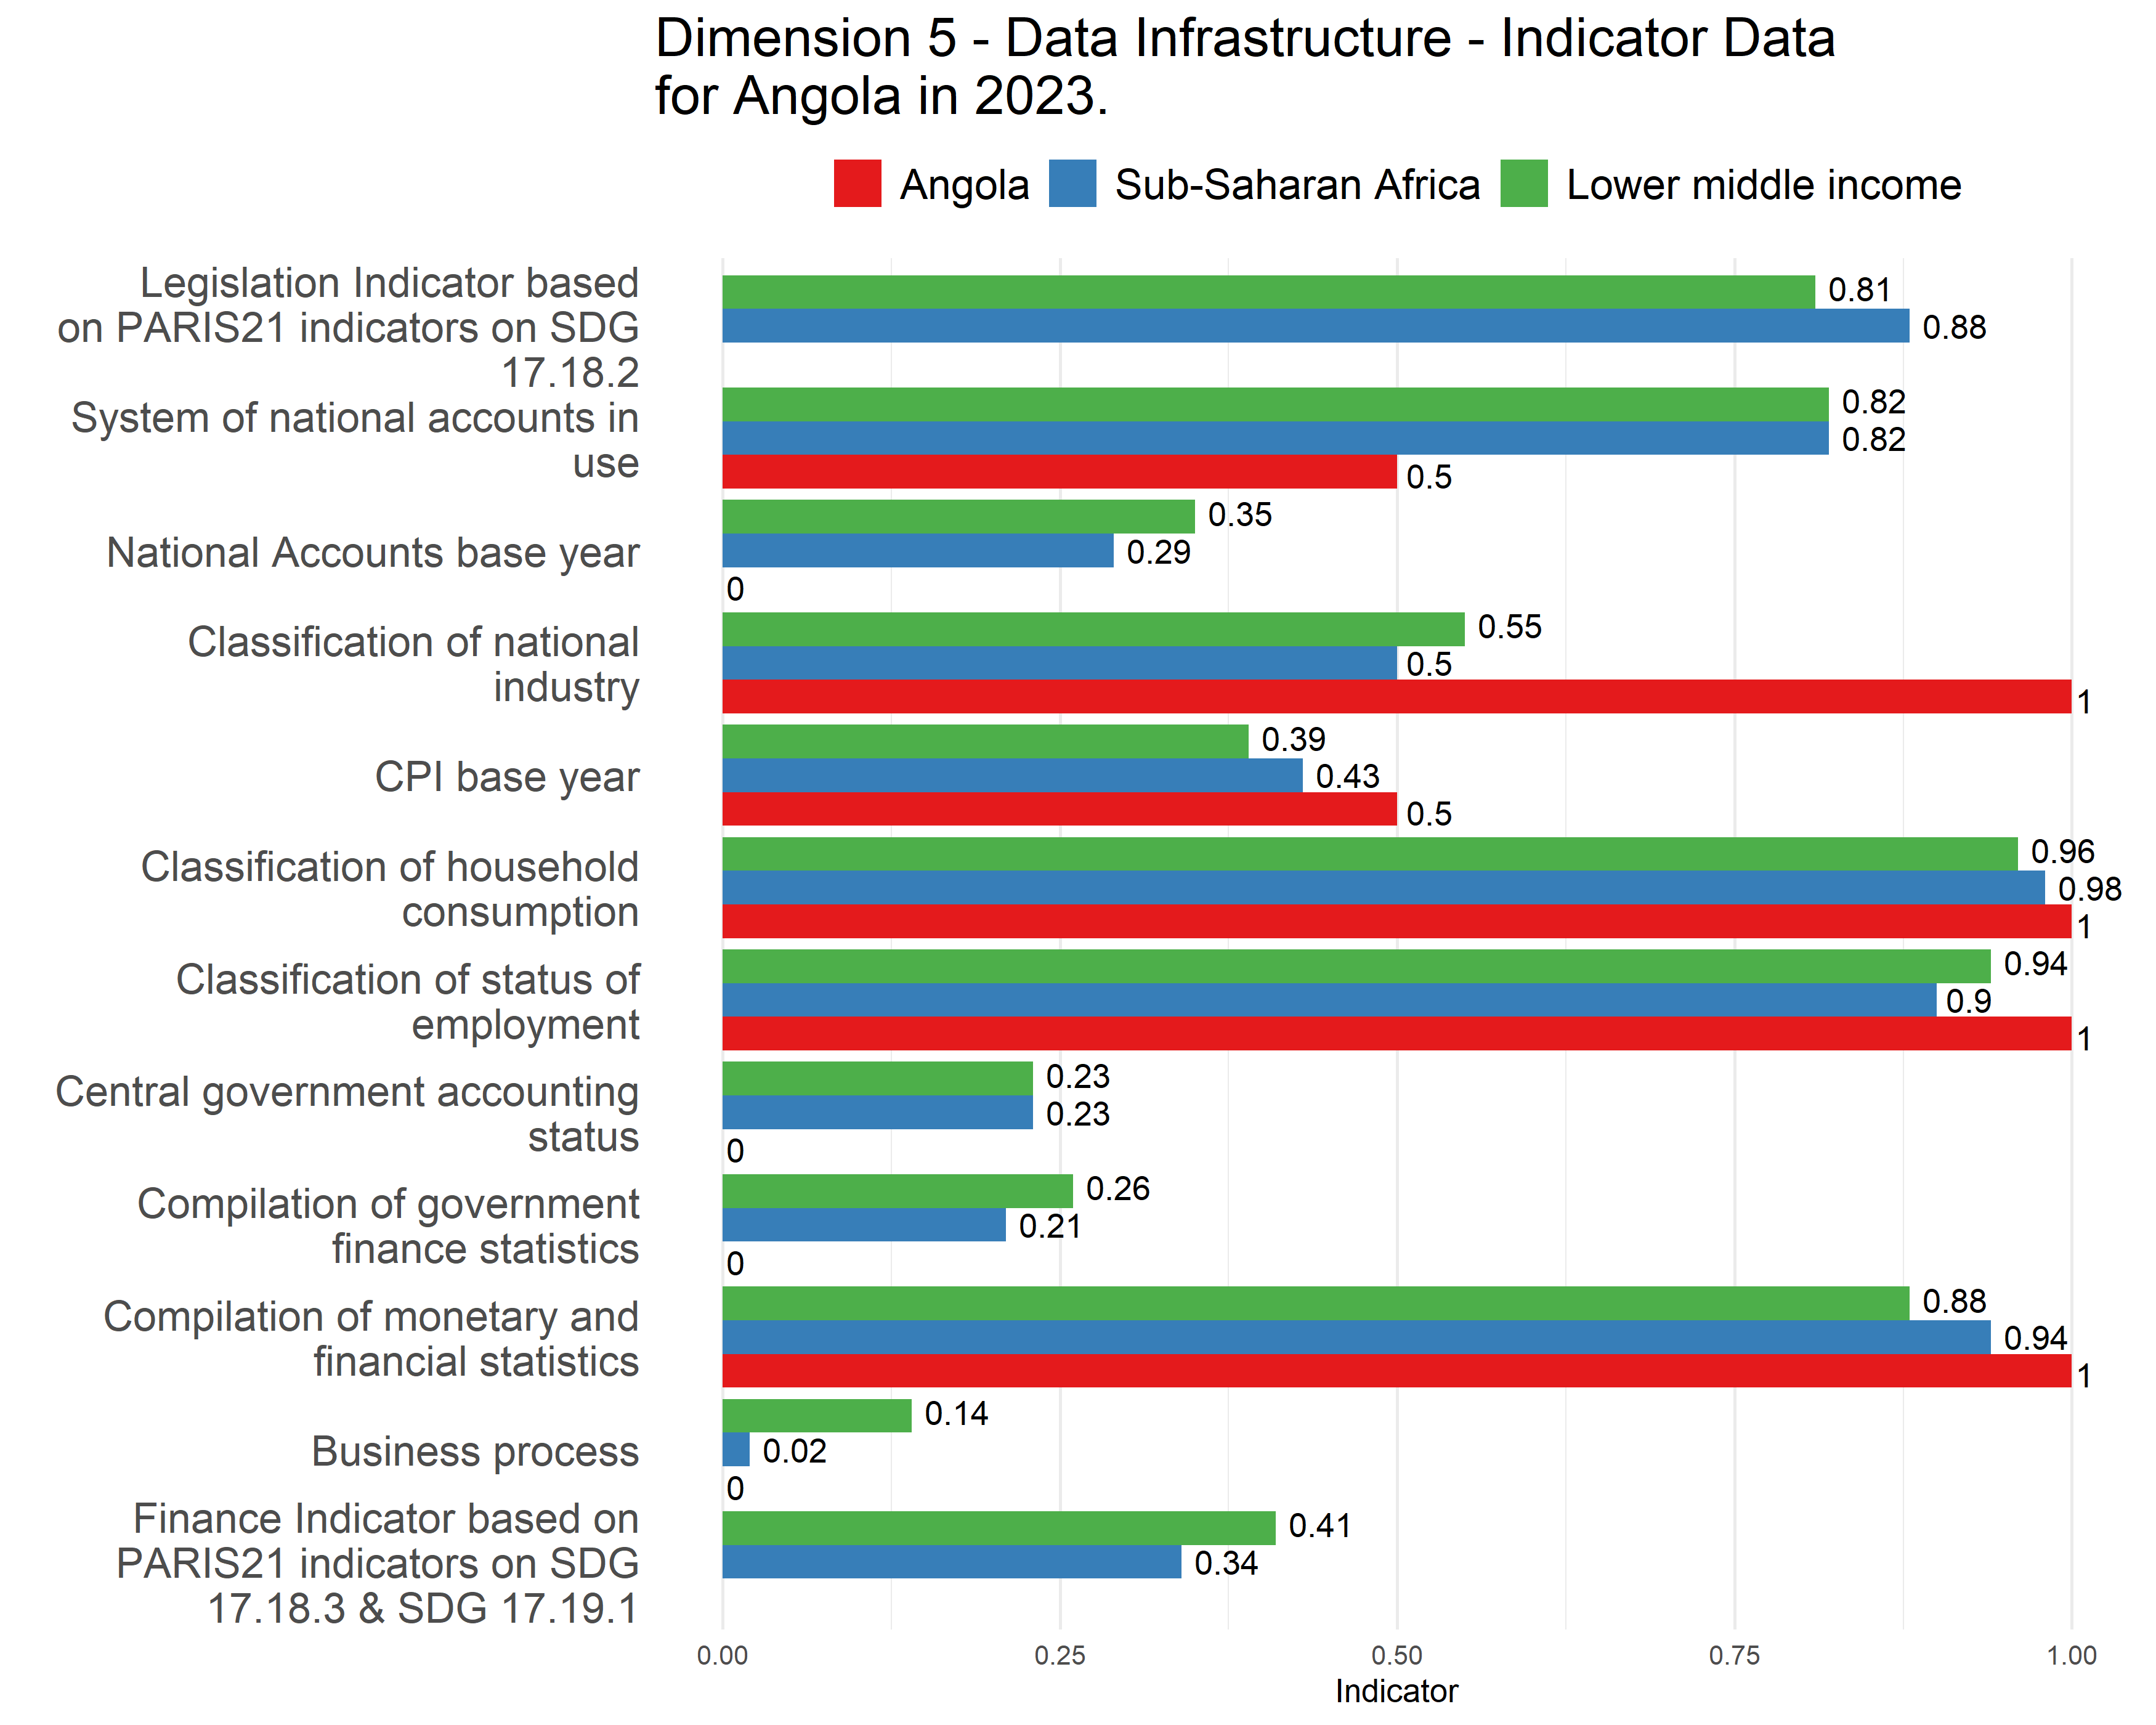 Dimension 5 - Data Infrastructure - Indicator Data
for Angola in 2023.
Angola Sub-Saharan Africa Lower middle income
Legislation Indicator based
on PARIS21 indicators on SDG
17.18.2
0.81
0.88
System of national accounts in
use
0.82
0.82
0.5
National Accounts base year
0.35
0.29
0
Classification of national
industry
0.55
0.5
1
CPI base year
0.39
0.43
0.5
Classification of household
consumption
0.96
0.98
1
Classification of status of
employment
0.94
0.9
1
Central government accounting
status
0.23
0.23
0
Compilation of government
finance statistics
0.26
0.21
0
Compilation of monetary and
financial statistics
0.88
0.94
1
Business process
0.14
0.02
0
Finance Indicator based on
PARIS21 indicators on SDG
17.18.3 & SDG 17.19.1
0.41
0.34
0.00 0.25 0.50 0.75 1.00
Indicator